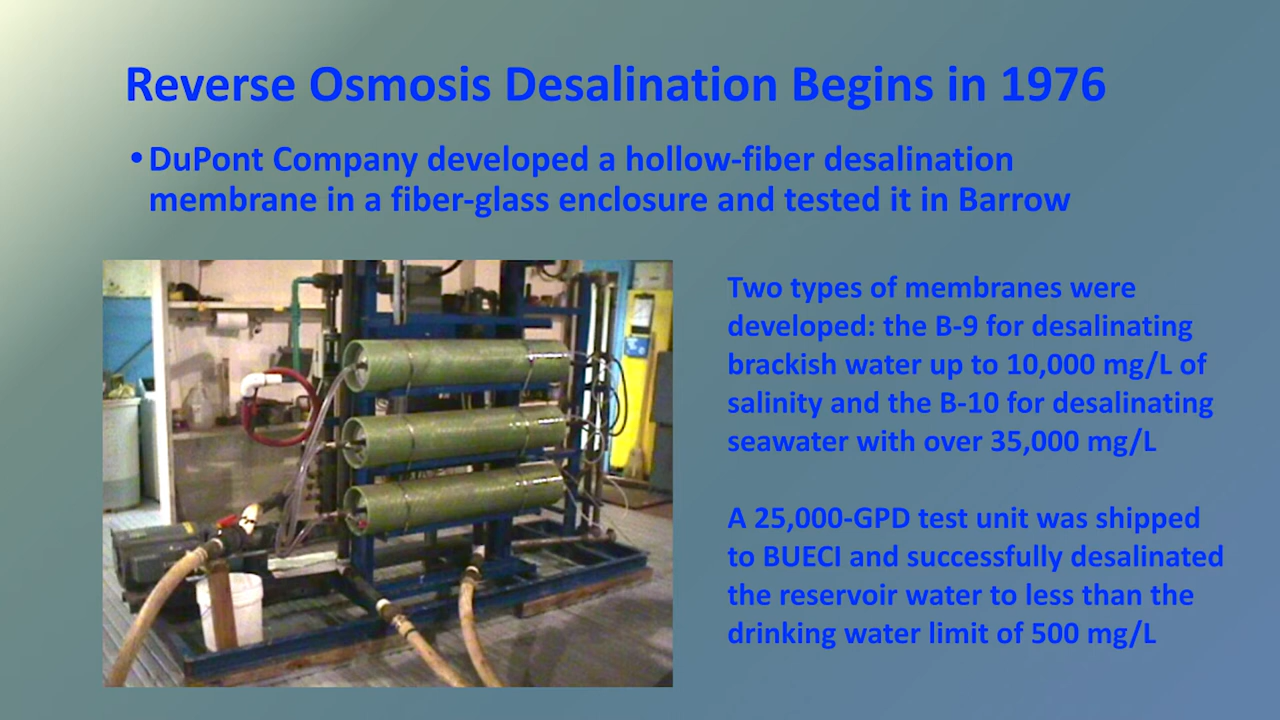 Reverse Osmosis Desalination Begins in 1976
• DuPont Company developed a hollow-fiber desalination
membrane in a fiber-glass enclosure and tested it in Barrow
Two types of membranes were
developed: the B-9 for desalinating
brackish water up to 10,000 mg/L of
salinity and the B-10 for desalinating
seawater with over 35,000 mg/L
A 25,000-GPD test unit was shipped
to BUECI and successfully desalinated
the reservoir water to less than the
drinking water limit of 500 mg/L